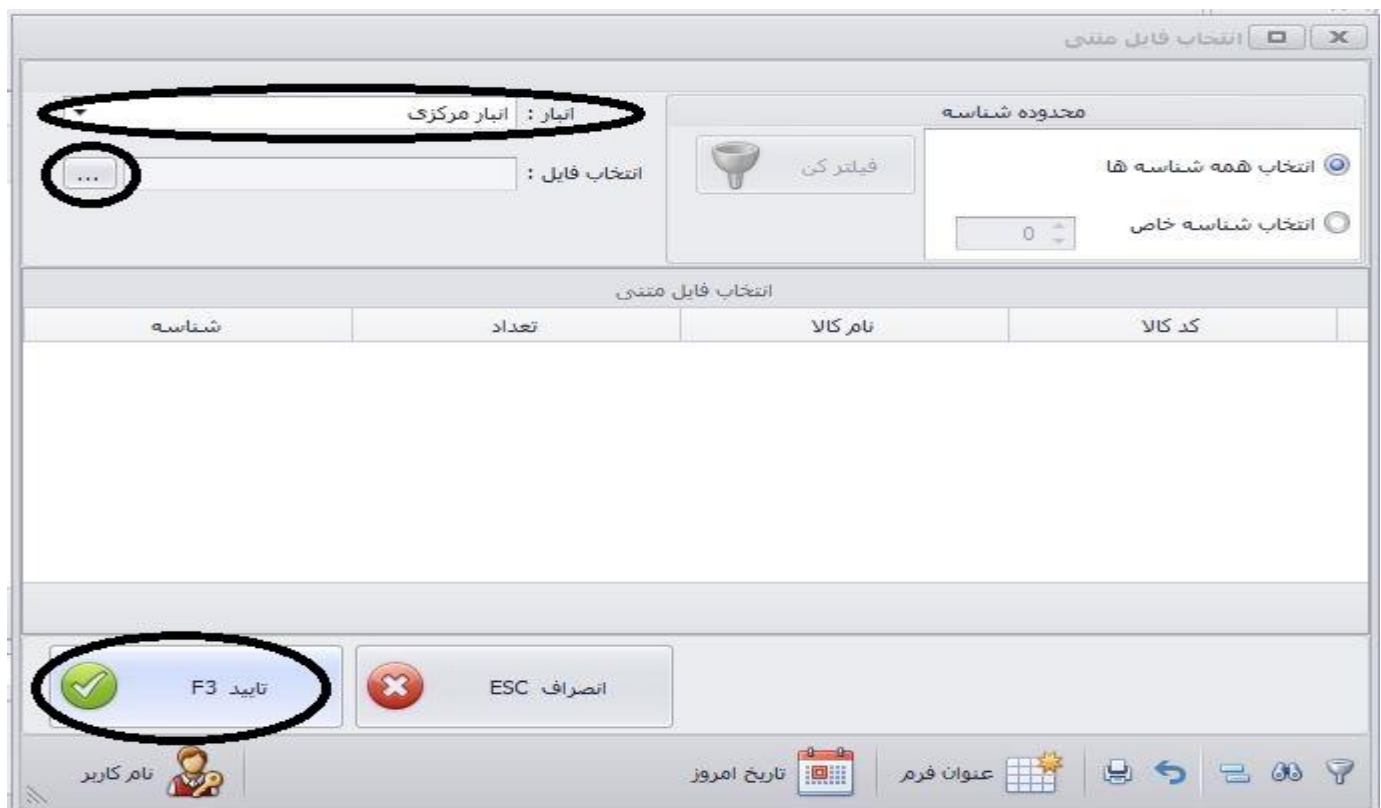 انتخاب فایل متنی
محدوده شناسه
انبار : انبار مرکزی
انتخاب همه شناسه ها
فیلتر کن
انتخاب فایل :
...
انتخاب شناسه خاص
0
انتخاب فایل متنی
کد کالا
نام کالا
تعداد
شناسه
انصراف ESC
تایید F3
عنوان فرم
تاریخ امروز
نام کاربر